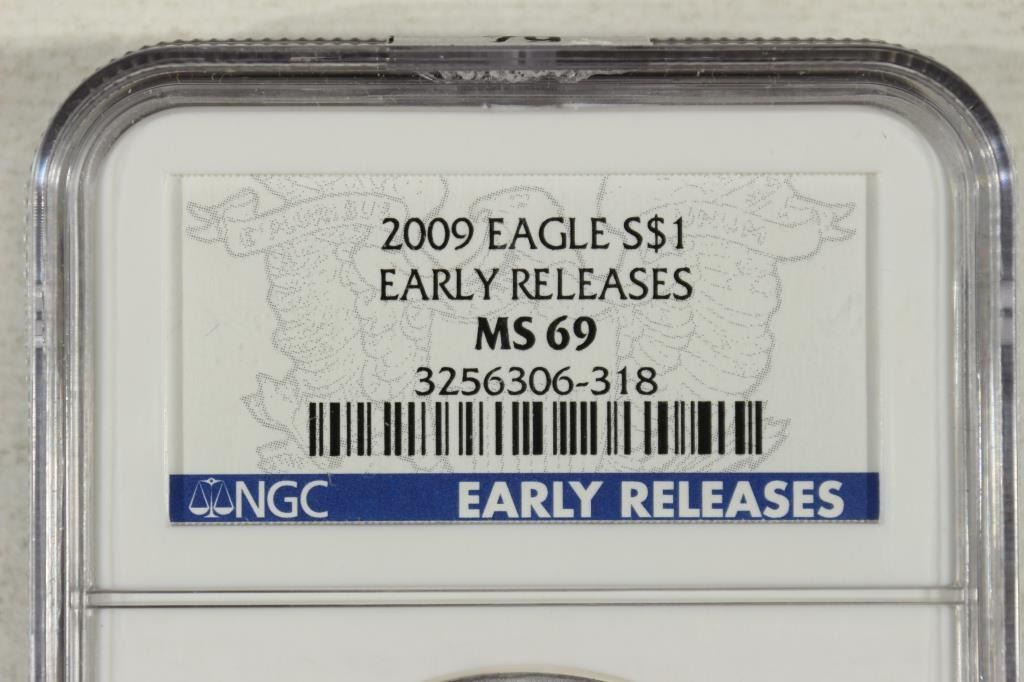 2009 EAGLE S$1
EARLY RELEASES
MS 69
3256306-318
NGC EARLY RELEASES